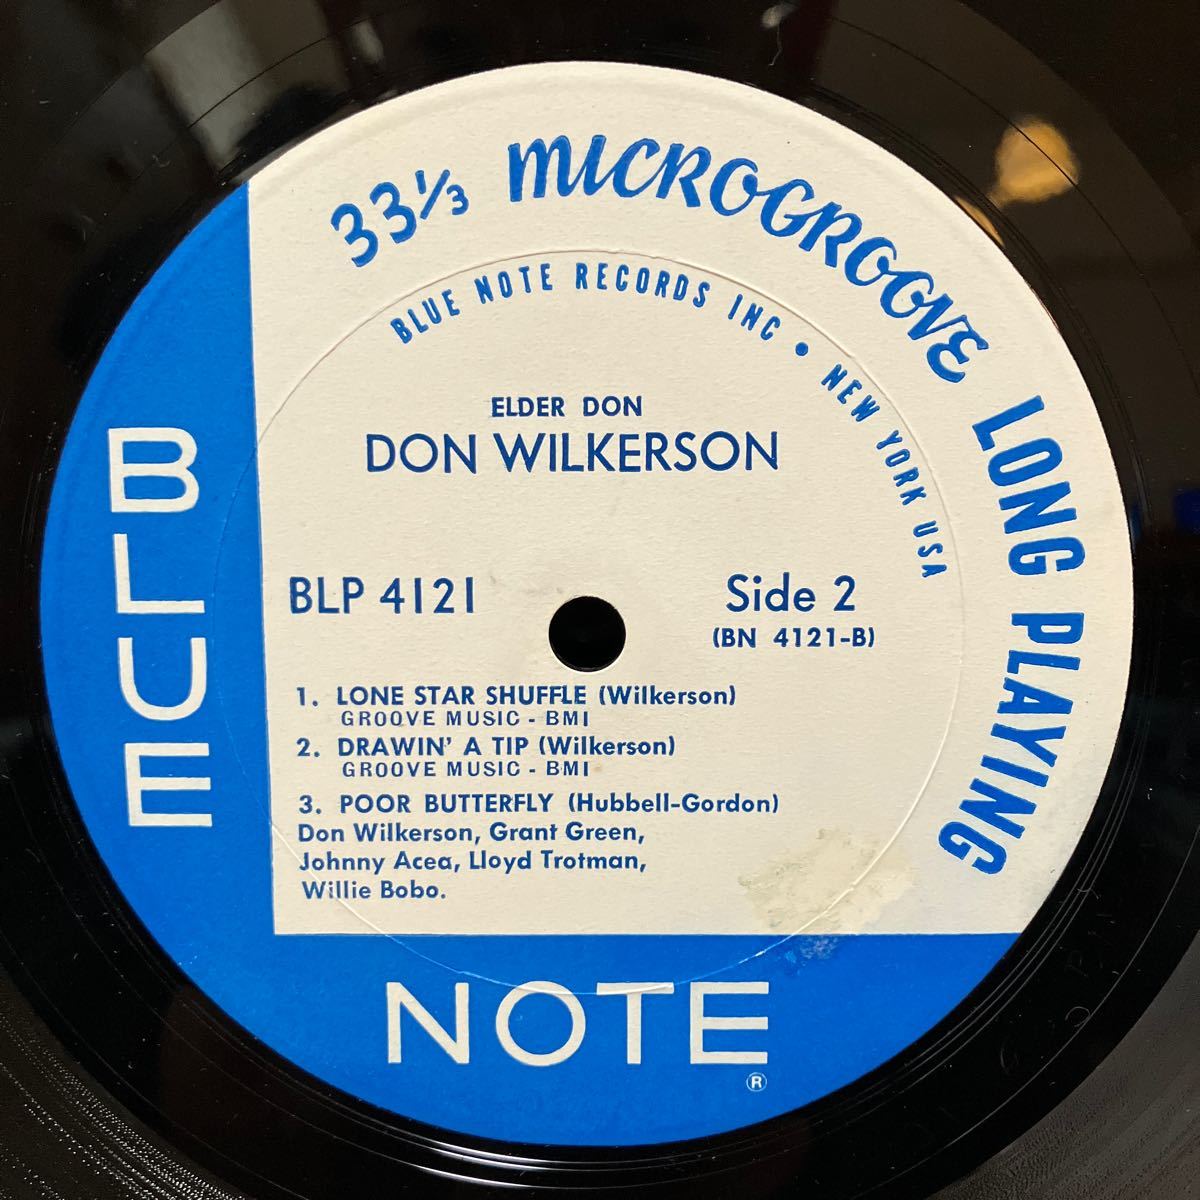 33⅓ MICROGROOVE LONG PLAYING
BLUE NOTE RECORDS INC • NEW YORK USA
ELDER DON
DON WILKERSON
BLP 4121
Side 2
(BN 4121-B)
1. LONE STAR SHUFFLE (Wilkerson)
GROOVE MUSIC - BMI
2. DRAWIN' A TIP (Wilkerson)
GROOVE MUSIC - BMI
3. POOR BUTTERFLY (Hubbell-Gordon)
Don Wilkerson, Grant Green,
Johnny Acea, Lloyd Trotman,
Willie Bobo.
BLUE
NOTE
®